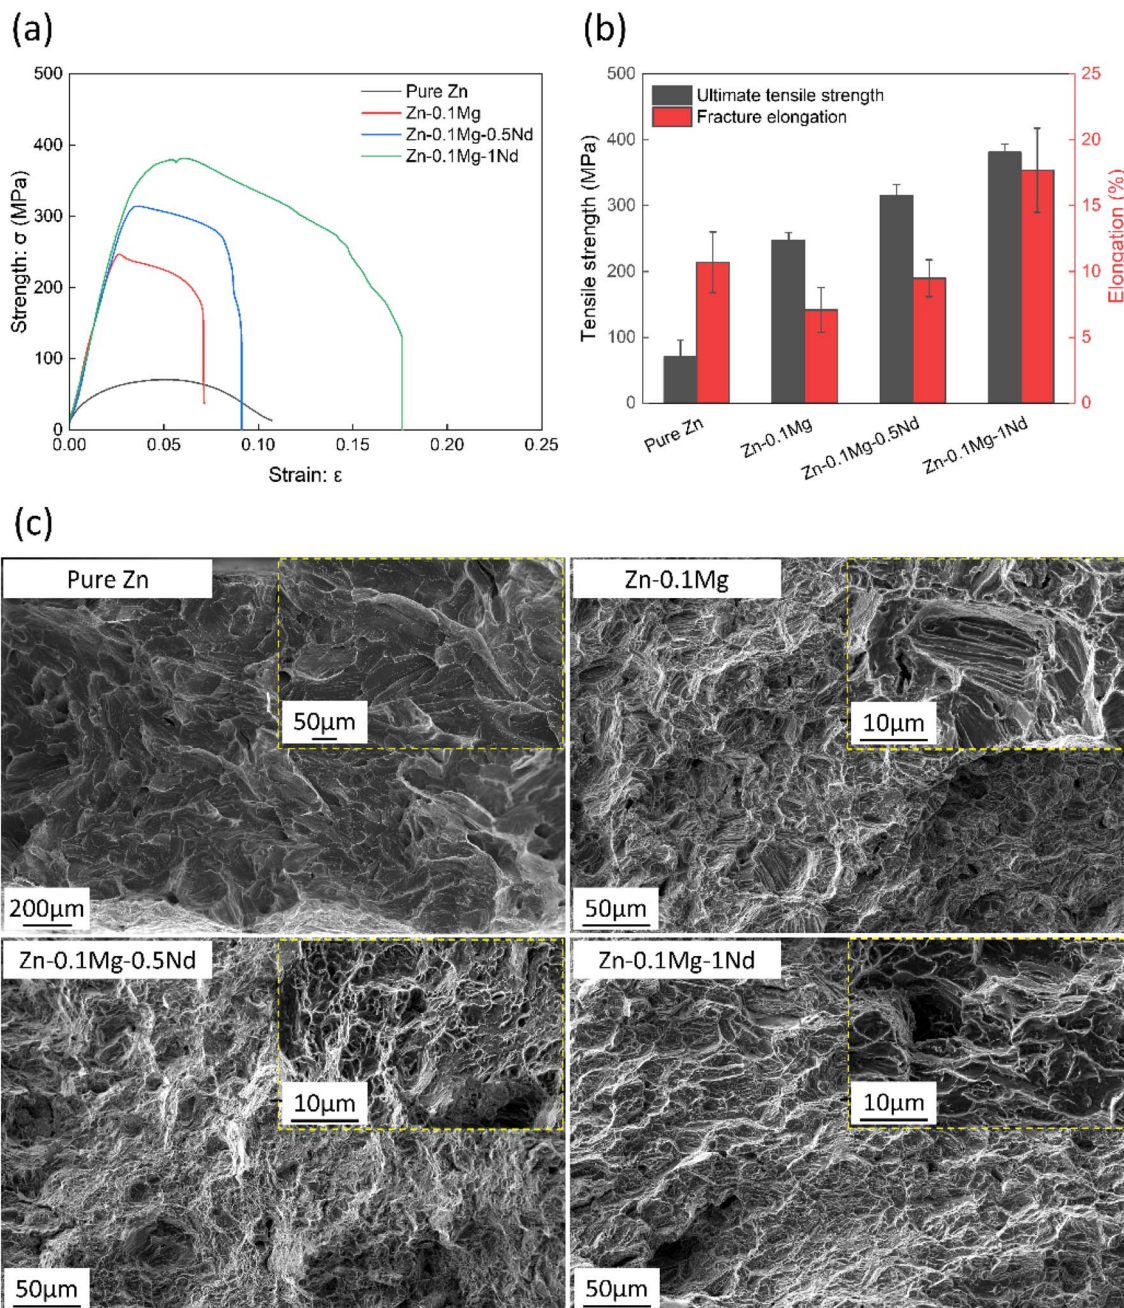 (a)
500
400
300
200
100
0
0.00 0.05 0.10 0.15 0.20 0.25
Strength: σ (MPa)
Strain: ε
Pure Zn
Zn-0.1Mg
Zn-0.1Mg-0.5Nd
Zn-0.1Mg-1Nd
(b)
500
400
300
200
100
0
Tensile strength (MPa)
Ultimate tensile strength
Fracture elongation
25
20
15
10
5
0
Elongation (%)
Pure Zn
Zn-0.1Mg
Zn-0.1Mg-0.5Nd
Zn-0.1Mg-1Nd
(c)
Pure Zn
50μm
200μm
Zn-0.1Mg
10μm
50μm
Zn-0.1Mg-0.5Nd
10μm
50μm
Zn-0.1Mg-1Nd
10μm
50μm